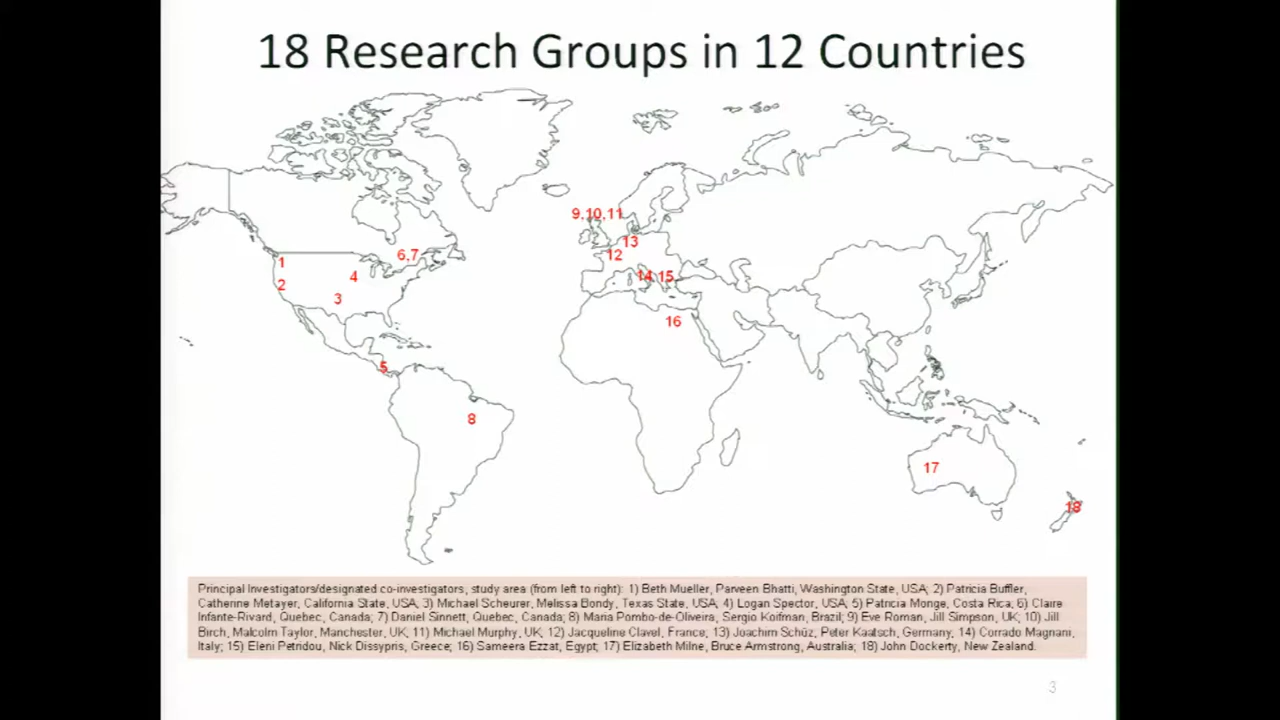 18 Research Groups in 12 Countries
9,10,11
13
6,7
12
1
4
14 15
2
3
16
5
8
17
18
Principal Investigators/designated co-investigators, study area (from left to right): 1) Beth Mueller, Parveen Bhatti, Washington State, USA; 2) Patricia Buffler,
Catherine Metayer, California State, USA; 3) Michael Scheurer, Melissa Bondy, Texas State, USA; 4) Logan Spector, USA; 5) Patricia Monge, Costa Rica; 6) Claire
Infante-Rivard, Quebec, Canada; 7) Daniel Sinnett, Quebec, Canada; 8) Maria Pombo-de-Oliveira, Sergio Koifman, Brazil; 9) Eve Roman, Jill Simpson, UK; 10) Jill
Birch, Malcolm Taylor, Manchester, UK; 11) Michael Murphy, UK; 12) Jacqueline Clavel, France; 13) Joachim Schüz, Peter Kaatsch, Germany; 14) Corrado Magnani,
Italy; 15) Eleni Petridou, Nick Dissypris, Greece; 16) Sameera Ezzat, Egypt; 17) Elizabeth Milne, Bruce Armstrong, Australia; 18) John Dockerty, New Zealand.
3